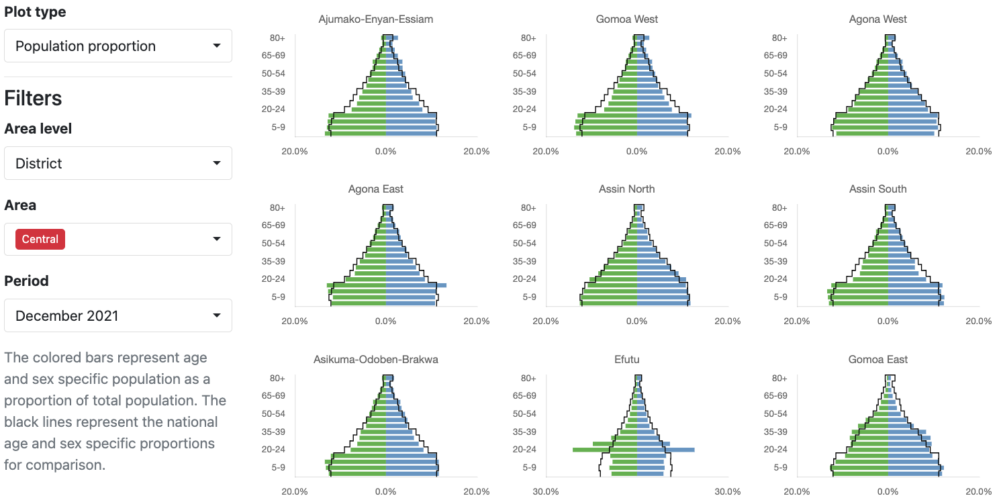 Plot type
Population proportion
Filters
Area level
District
Area
Central
Period
December 2021
The colored bars represent age
and sex specific population as a
proportion of total population. The
black lines represent the national
age and sex specific proportions
for comparison.
Ajumako-Enyan-Essiam
80+
65-69
50-54
35-39
20-24
5-9
20.0% 0.0% 20.0%
Gomoa West
80+
65-69
50-54
35-39
20-24
5-9
20.0% 0.0% 20.0%
Agona West
80+
65-69
50-54
35-39
20-24
5-9
20.0% 0.0% 20.0%
Agona East
80+
65-69
50-54
35-39
20-24
5-9
20.0% 0.0% 20.0%
Assin North
80+
65-69
50-54
35-39
20-24
5-9
20.0% 0.0% 20.0%
Assin South
80+
65-69
50-54
35-39
20-24
5-9
20.0% 0.0% 20.0%
Asikuma-Odoben-Brakwa
80+
65-69
50-54
35-39
20-24
5-9
20.0% 0.0% 20.0%
Efutu
80+
65-69
50-54
35-39
20-24
5-9
30.0% 0.0% 30.0%
Gomoa East
80+
65-69
50-54
35-39
20-24
5-9
20.0% 0.0% 20.0%